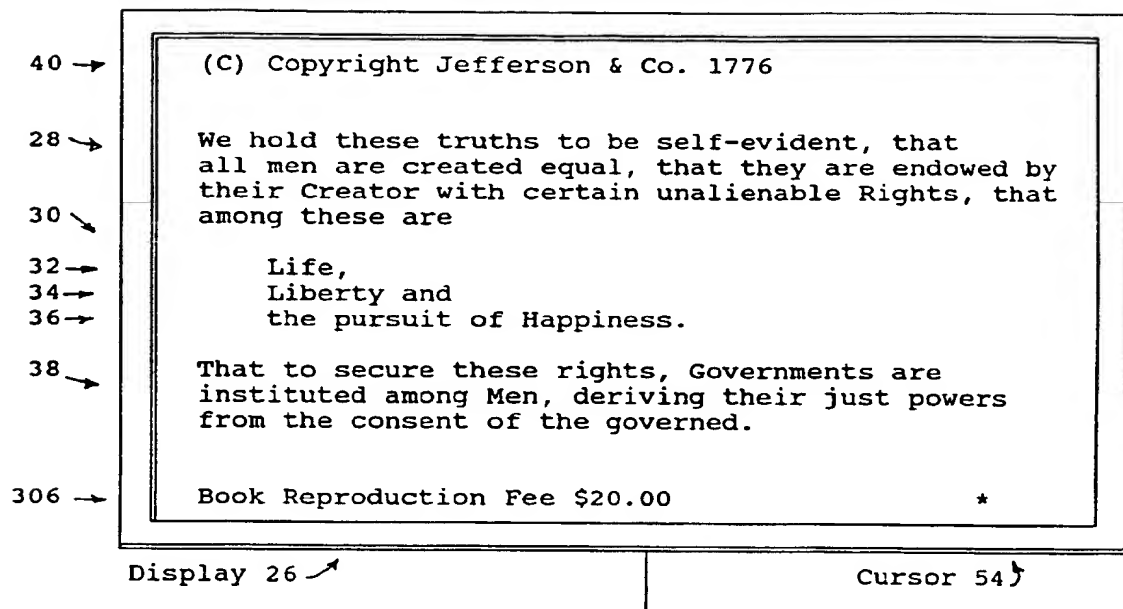 40
(C) Copyright Jefferson & Co. 1776
28
We hold these truths to be self-evident, that
all men are created equal, that they are endowed by
their Creator with certain unalienable Rights, that
30
among these are
32
Life,
34
Liberty and
36
the pursuit of Happiness.
38
That to secure these rights, Governments are
instituted among Men, deriving their just powers
from the consent of the governed.
306
Book Reproduction Fee $20.00 *
Display 26
Cursor 54